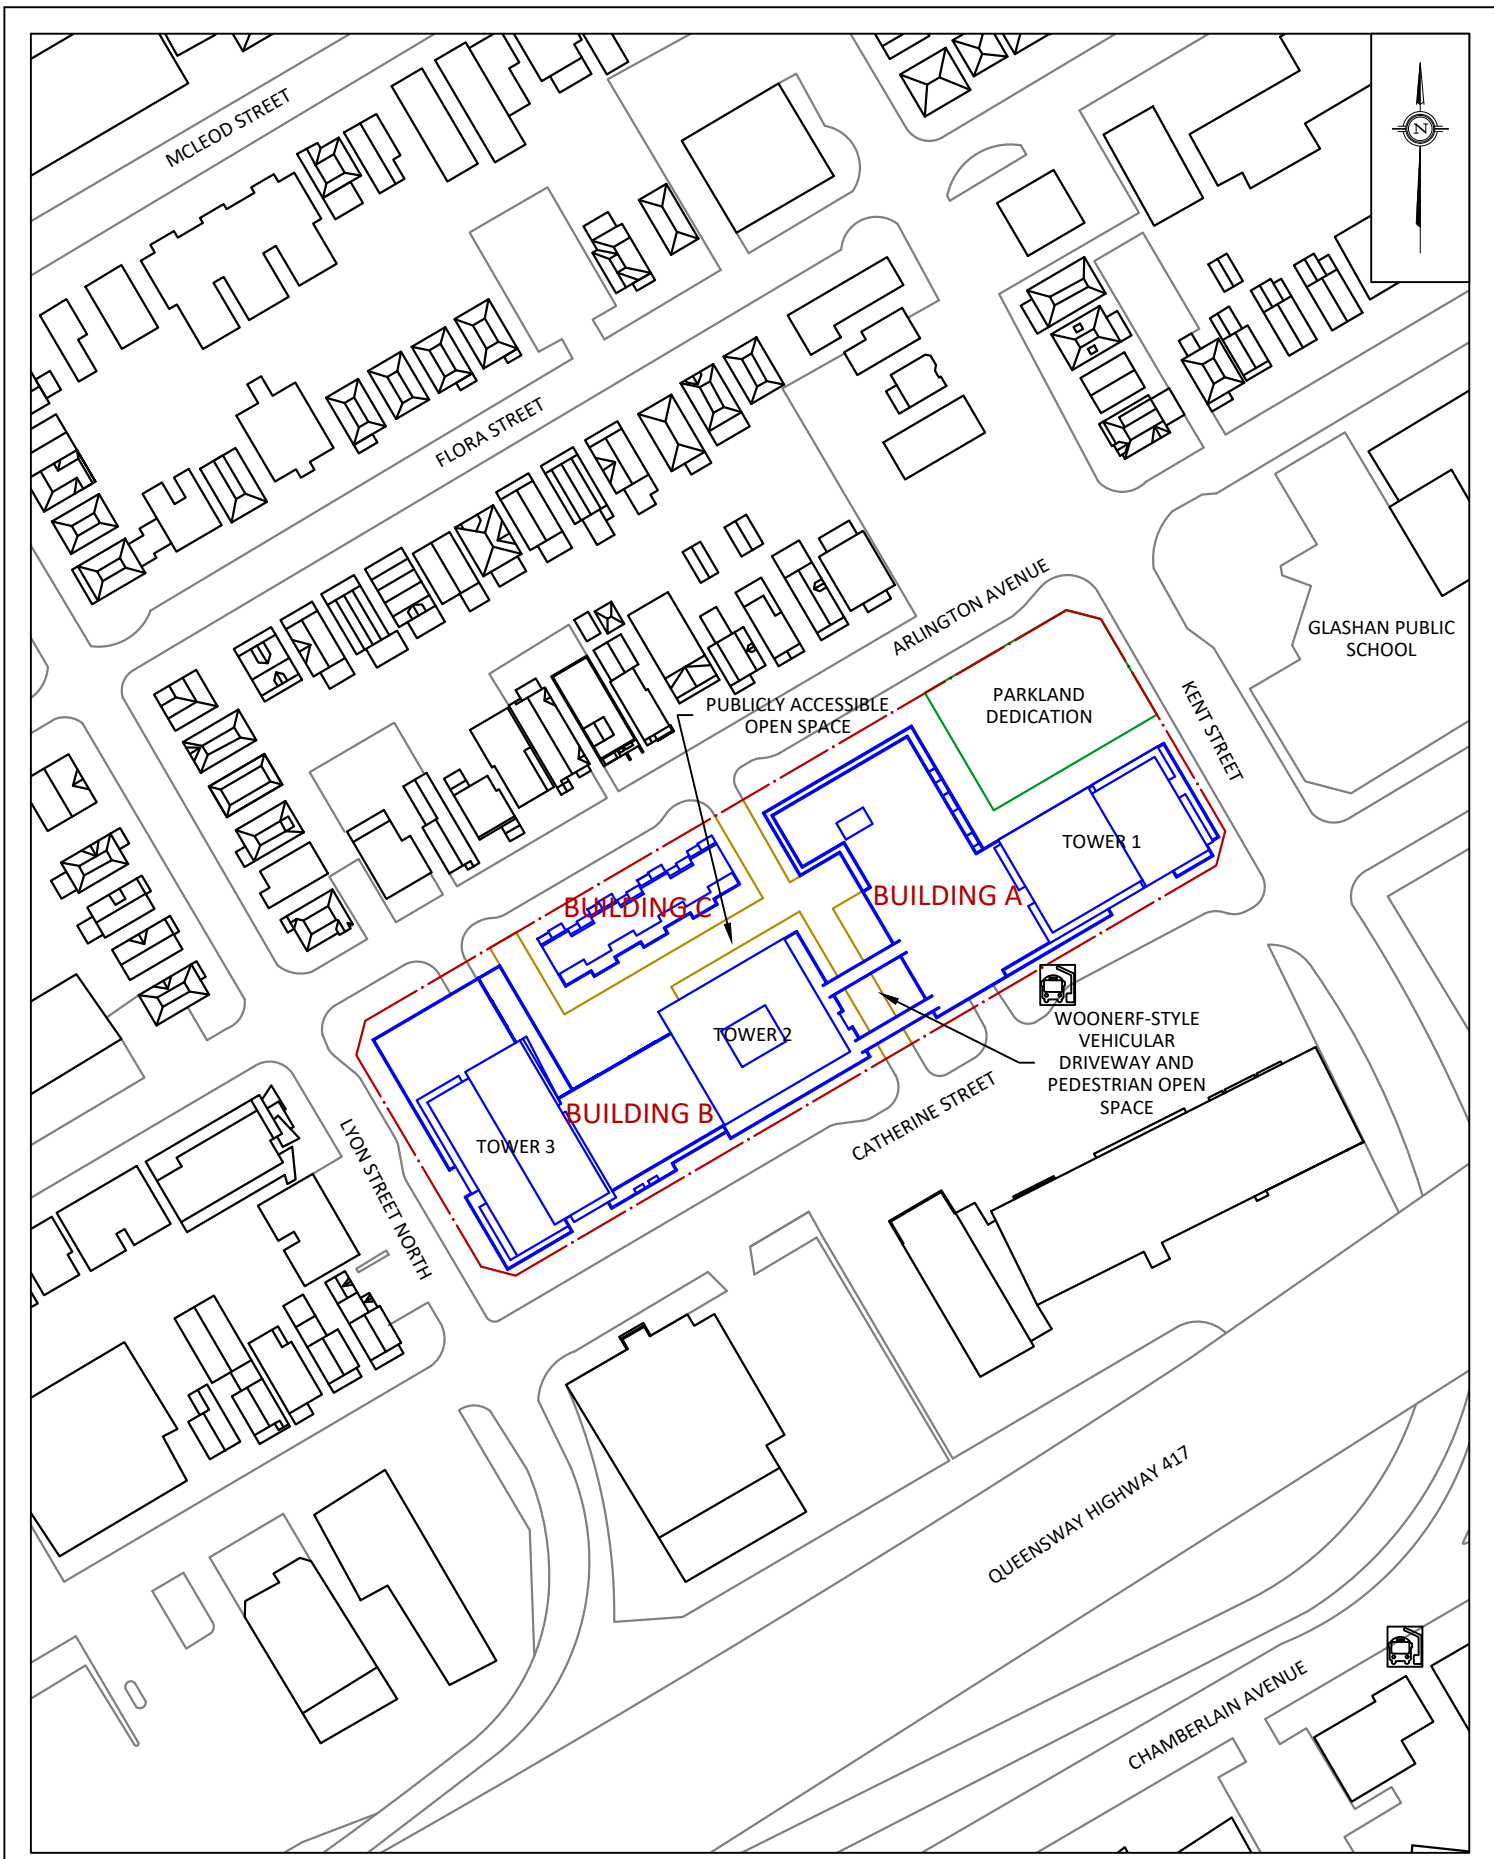 MCLEOD STREET
N
FLORA STREET
ARLINGTON AVENUE
GLASHAN PUBLIC
SCHOOL
PUBLICLY ACCESSIBLE
OPEN SPACE
PARKLAND
DEDICATION
KENT STREET
TOWER 1
BUILDING A
BUILDING C
TOWER 2
WOONERF-STYLE
VEHICULAR
DRIVEWAY AND
PEDESTRIAN OPEN
SPACE
BUILDING B
TOWER 3
CATHERINE STREET
LYON STREET NORTH
QUEENSWAY HIGHWAY 417
CHAMBERLAIN AVENUE